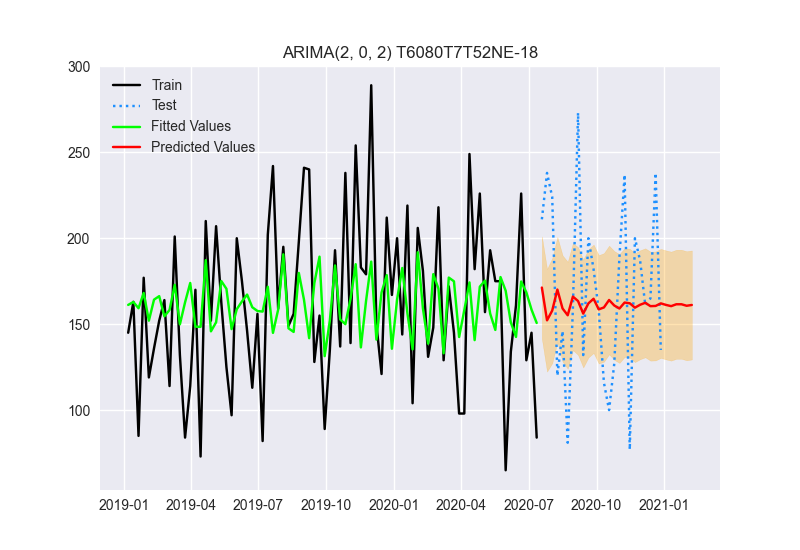 ARIMA(2, 0, 2) T6080T7T52NE-18
300
250
200
150
100
Train
Test
Fitted Values
Predicted Values
2019-01 2019-04 2019-07 2019-10 2020-01 2020-04 2020-07 2020-10 2021-01